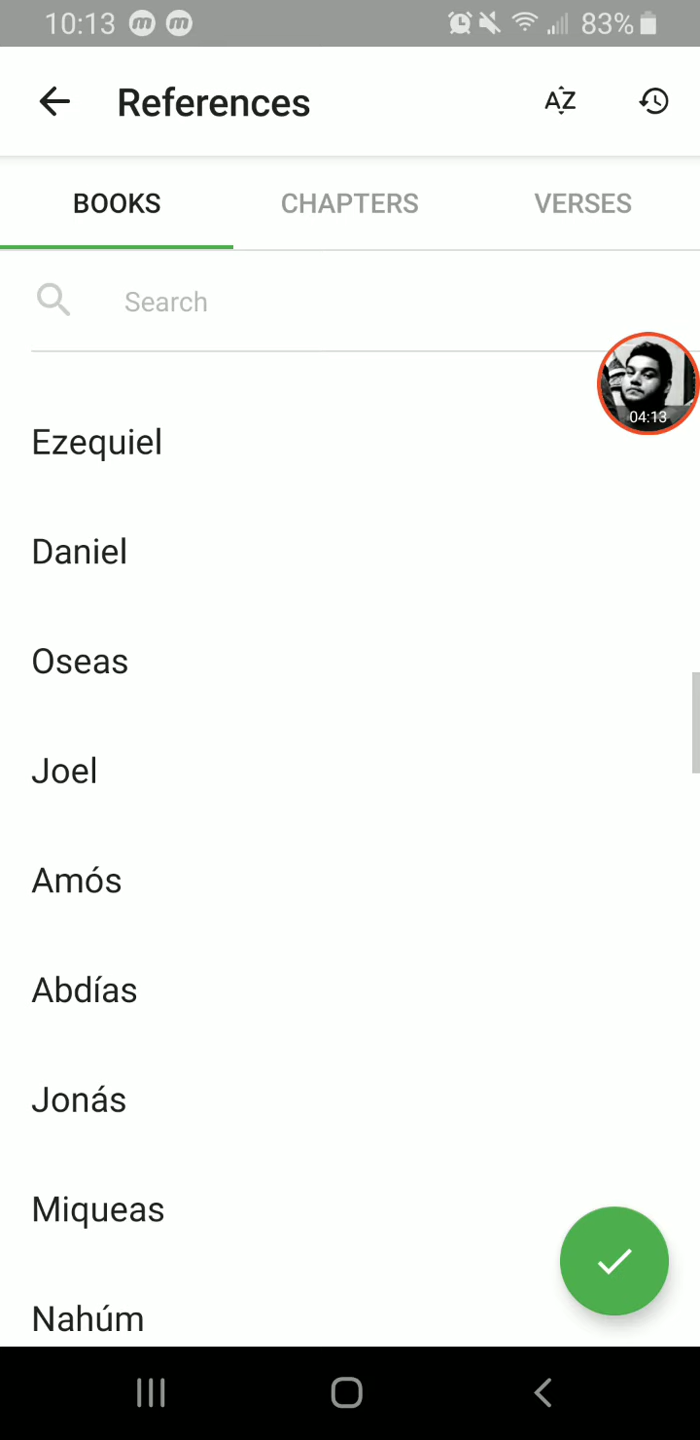 10:13 m m 83%
References AZ
BOOKS CHAPTERS VERSES
Search
04:13
Ezequiel
Daniel
Oseas
Joel
Amós
Abdías
Jonás
Miqueas
Nahúm